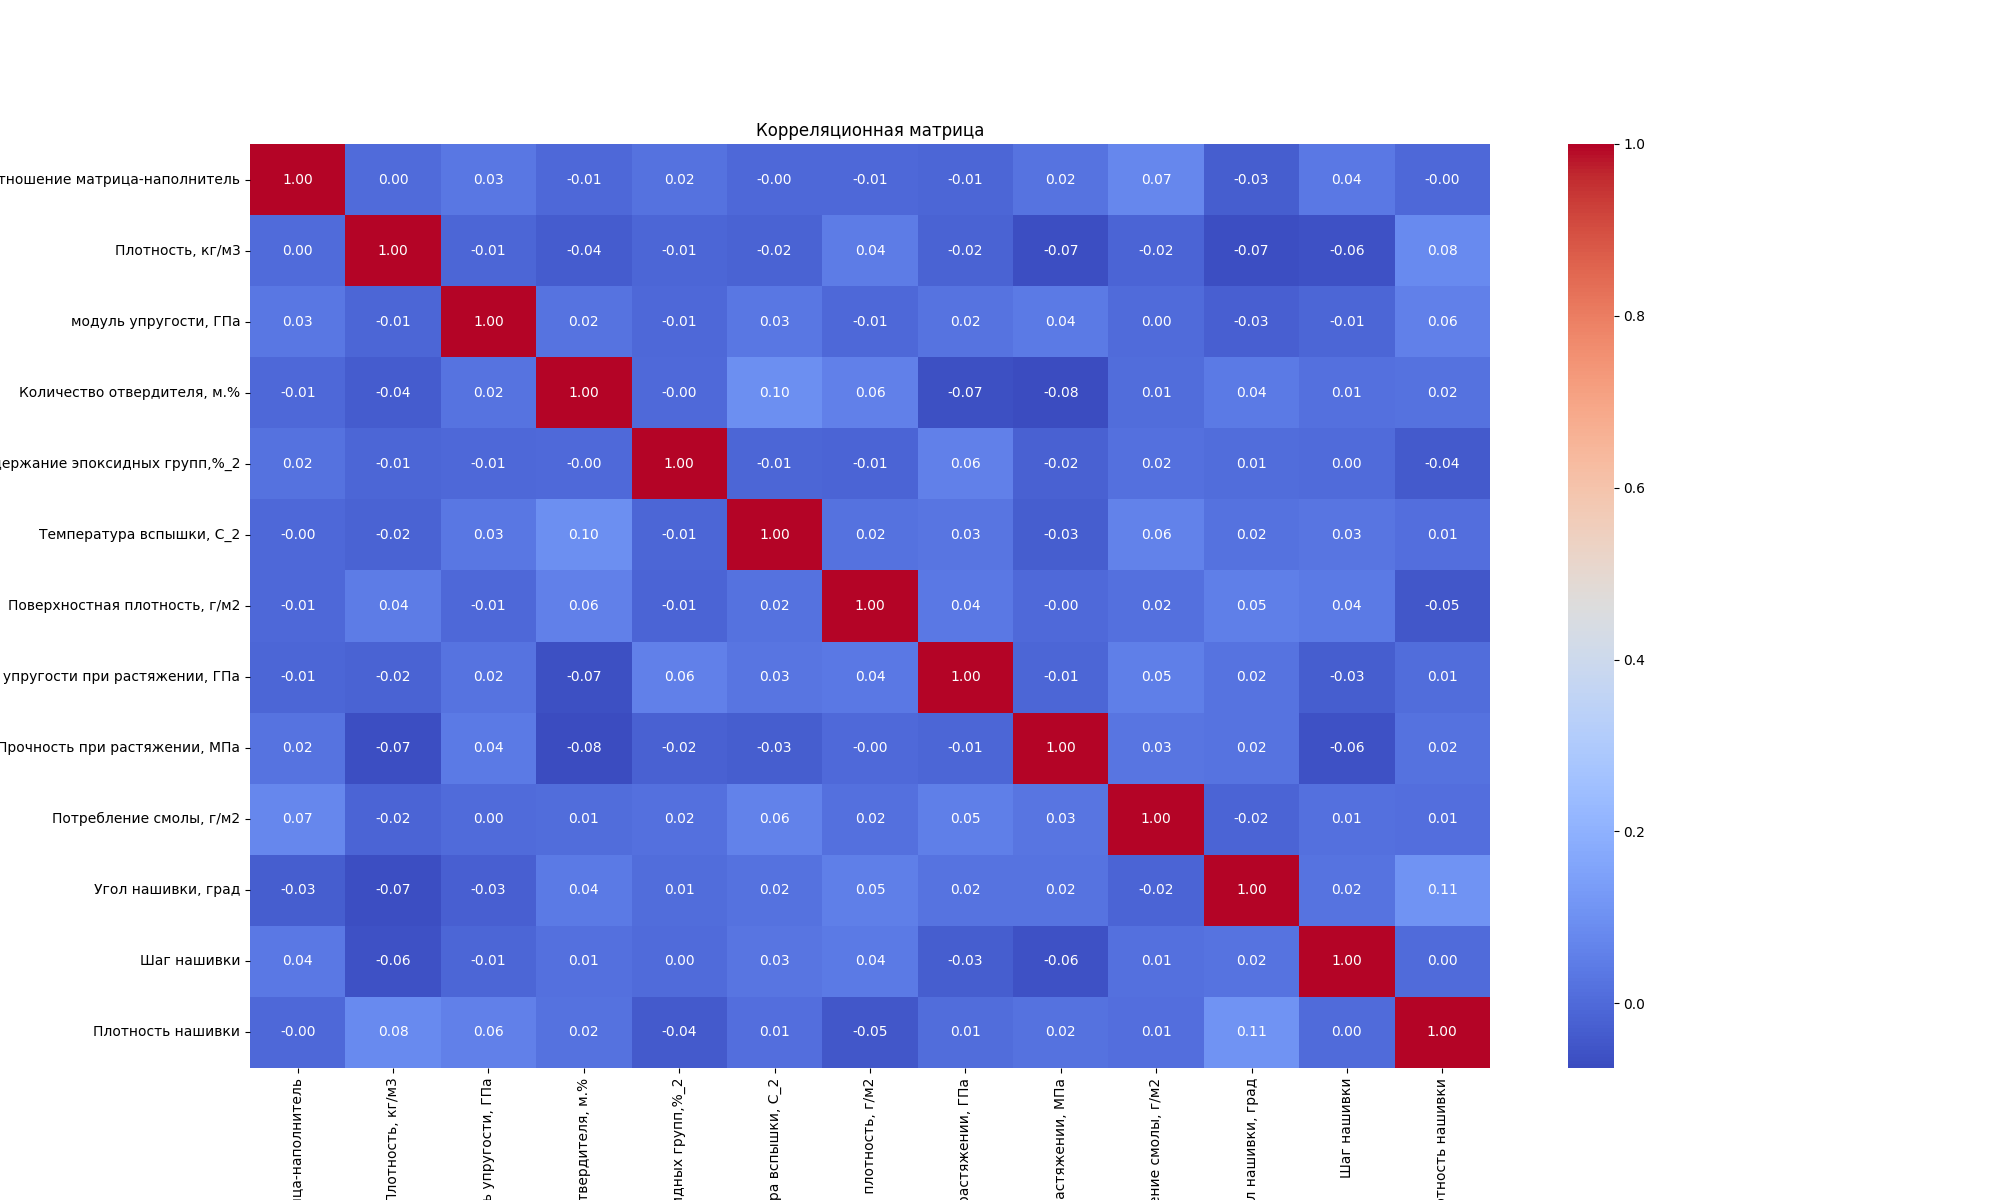 Корреляционная матрица
тношение матрица-наполнитель 1.00 0.00 0.03 -0.01 0.02 -0.00 -0.01 -0.01 0.02 0.07 -0.03 0.04 -0.00
Плотность, кг/м3 0.00 1.00 -0.01 -0.04 -0.01 -0.02 0.04 -0.02 -0.07 -0.02 -0.07 -0.06 0.08
модуль упругости, ГПа 0.03 -0.01 1.00 0.02 -0.01 0.03 -0.01 0.02 0.04 0.00 -0.03 -0.01 0.06
Количество отвердителя, м.% -0.01 -0.04 0.02 1.00 -0.00 0.10 0.06 -0.07 -0.08 0.01 0.04 0.01 0.02
держание эпоксидных групп,%_2 0.02 -0.01 -0.01 -0.00 1.00 -0.01 -0.01 0.06 -0.02 0.02 0.01 0.00 -0.04
Температура вспышки, С_2 -0.00 -0.02 0.03 0.10 -0.01 1.00 0.02 0.03 -0.03 0.06 0.02 0.03 0.01
Поверхностная плотность, г/м2 -0.01 0.04 -0.01 0.06 -0.01 0.02 1.00 0.04 -0.00 0.02 0.05 0.04 -0.05
упругости при растяжении, ГПа -0.01 -0.02 0.02 -0.07 0.06 0.03 0.04 1.00 -0.01 0.05 0.02 -0.03 0.01
Прочность при растяжении, МПа 0.02 -0.07 0.04 -0.08 -0.02 -0.03 -0.00 -0.01 1.00 0.03 0.02 -0.06 0.02
Потребление смолы, г/м2 0.07 -0.02 0.00 0.01 0.02 0.06 0.02 0.05 0.03 1.00 -0.02 0.01 0.01
Угол нашивки, град -0.03 -0.07 -0.03 0.04 0.01 0.02 0.05 0.02 0.02 -0.02 1.00 0.02 0.11
Шаг нашивки 0.04 -0.06 -0.01 0.01 0.00 0.03 0.04 -0.03 -0.06 0.01 0.02 1.00 0.00
Плотность нашивки -0.00 0.08 0.06 0.02 -0.04 0.01 -0.05 0.01 0.02 0.01 0.11 0.00 1.00
ца-наполнитель
Плотность, кг/м3
ь упругости, ГПа
твердителя, м.%
идных групп,%_2
ра вспышки, С_2
плотность, г/м2
растяжении, ГПа
астяжении, МПа
ение смолы, г/м2
л нашивки, град
Шаг нашивки
тность нашивки
1.0
0.8
0.6
0.4
0.2
0.0